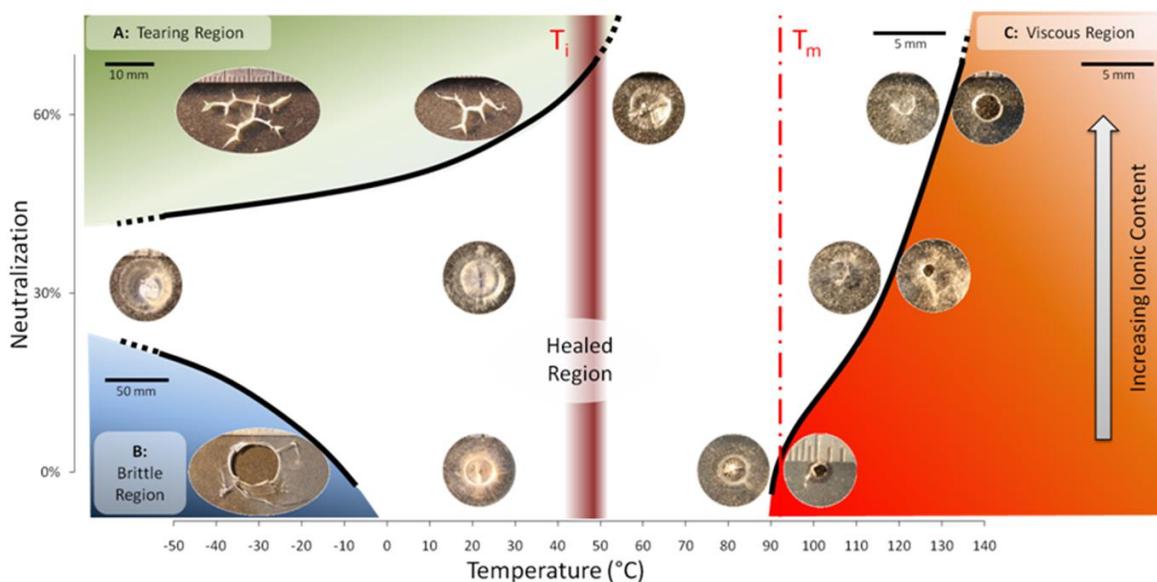 A: Tearing Region
10 mm
T_i
T_m
5 mm
C: Viscous Region
5 mm
60%
Neutralization
30%
Increasing Ionic Content
Healed
Region
50 mm
B:
Brittle
Region
0%
-50 -40 -30 -20 -10 0 10 20 30 40 50 60 70 80 90 100 110 120 130 140
Temperature (°C)